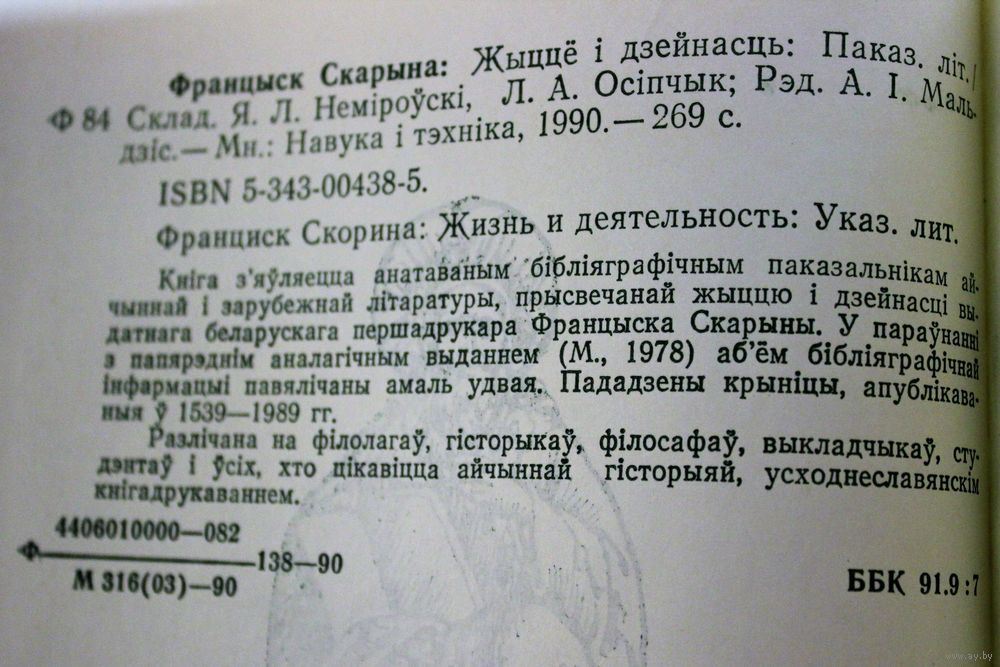 Францыск Скарына: Жыццё і дзейнасць: Паказ. літ./
Ф 84 Склад. Я. Л. Неміроўскі, Л. А. Осіпчык; Рэд. А. І. Маль-
дзіс.— Мн.: Навука і тэхніка, 1990.— 269 с.
ISBN 5-343-00438-5.
Франциск Скорина: Жизнь и деятельность: Указ. лит.
Кніга з'яўляецца анатаваным бібліяграфічным паказальнікам ай-
чыннай і зарубежнай літаратуры, прысвечанай жыццю і дзейнасці вы-
датнага беларускага першадрукара Францыска Скарыны. У параўнанні
з папярэднім аналагічным выданнем (М., 1978) аб'ём бібліяграфічнай
інфармацыі павялічаны амаль удвая. Пададзены крыніцы, апублікава-
ныя ў 1539—1989 гг.
Разлічана на філолагаў, гісторыкаў, філосафаў, выкладчыкаў, сту-
дэнтаў і ўсіх, хто цікавіцца айчыннай гісторыяй, усходнеславянскім
кнігадрукаваннем.
4406010000—082
Ф 138—90
М 316(03)—90
ББК 91.9:7
www.ay.by